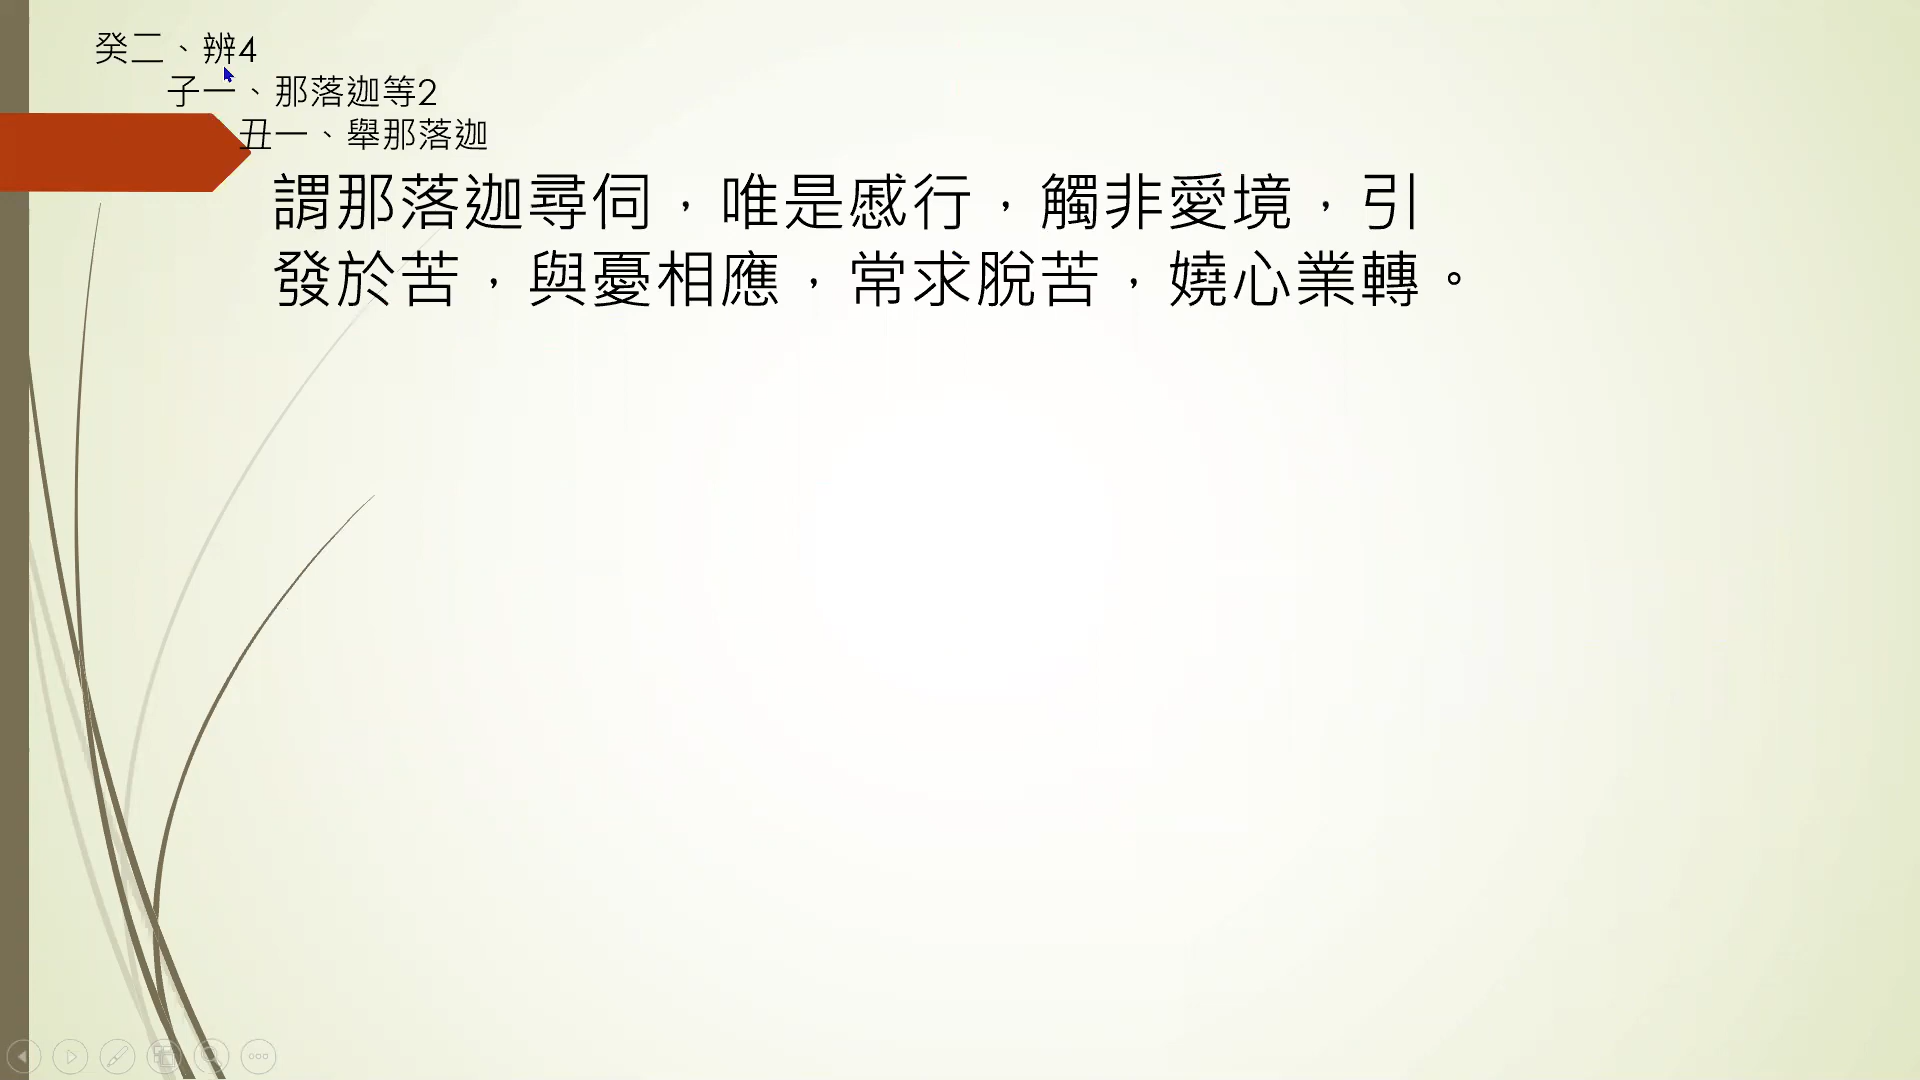 癸二、辨4
子一、那落迦等2
丑一、舉那落迦
謂那落迦尋伺，唯是慼行，觸非愛境，引
發於苦，與憂相應，常求脫苦，嬈心業轉。